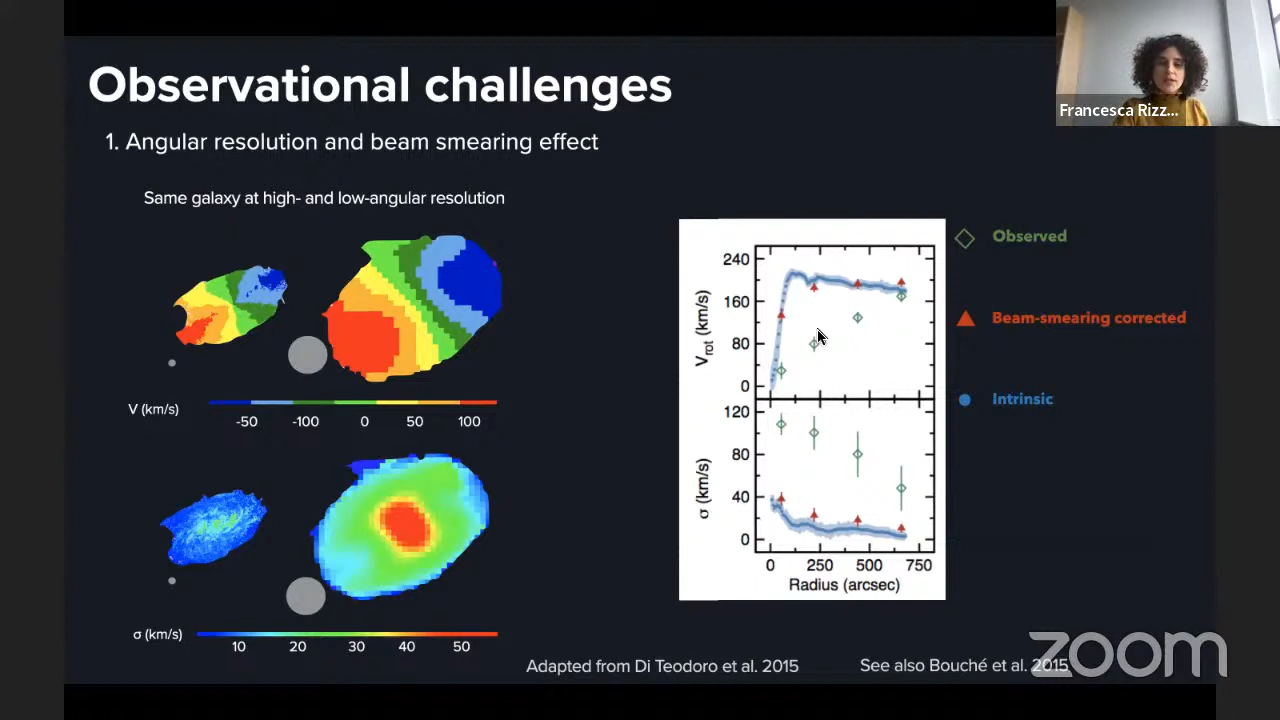 Observational challenges
Francesca Rizz...
1. Angular resolution and beam smearing effect
Same galaxy at high- and low-angular resolution
V (km/s)
-50 -100 0 50 100
σ (km/s)
10 20 30 40 50
240
160
80
0
Vrot (km/s)
120
80
40
0
σ (km/s)
0 250 500 750
Radius (arcsec)
Observed
Beam-smearing corrected
Intrinsic
Adapted from Di Teodoro et al. 2015
See also Bouché et al. 2015
zoom